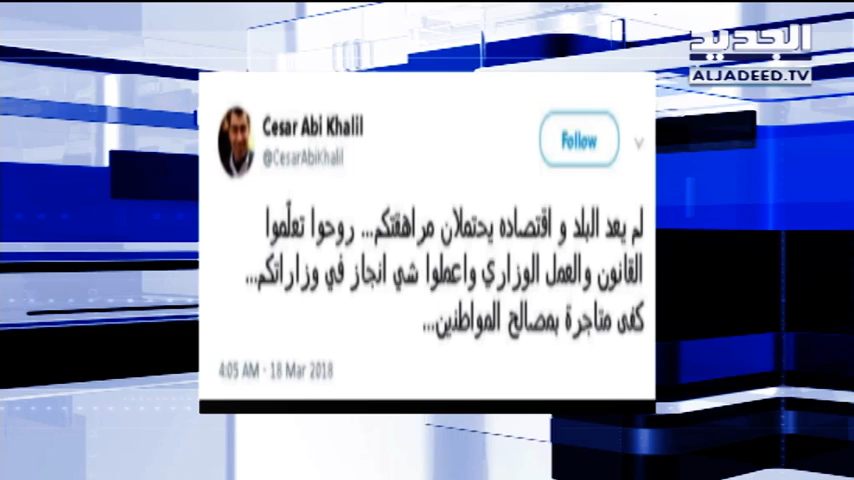 الجديد
ALJADEED.TV
Cesar Abi Khalil
@CesarAbiKhalil
Follow
لم يعد البلد و اقتصاده يحتملان مراهقتكم... روحوا تعلّموا
القانون والعمل الوزاري واعملوا شي انجاز في وزاراتكم...
كفى متاجرة بمصالح المواطنين...
4:05 AM - 18 Mar 2018